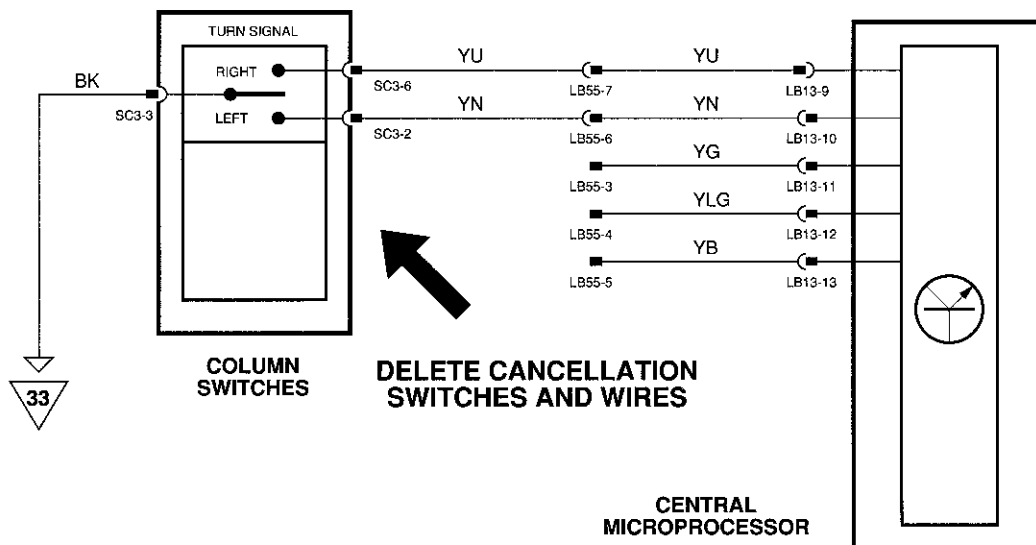 TURN SIGNAL
RIGHT
LEFT
BK
SC3-3
SC3-6
SC3-2
YU
YU
LB55-7
LB13-9
YN
YN
LB55-6
LB13-10
YG
LB55-3
LB13-11
YLG
LB55-4
LB13-12
YB
LB55-5
LB13-13
33
COLUMN
SWITCHES
DELETE CANCELLATION
SWITCHES AND WIRES
CENTRAL
MICROPROCESSOR